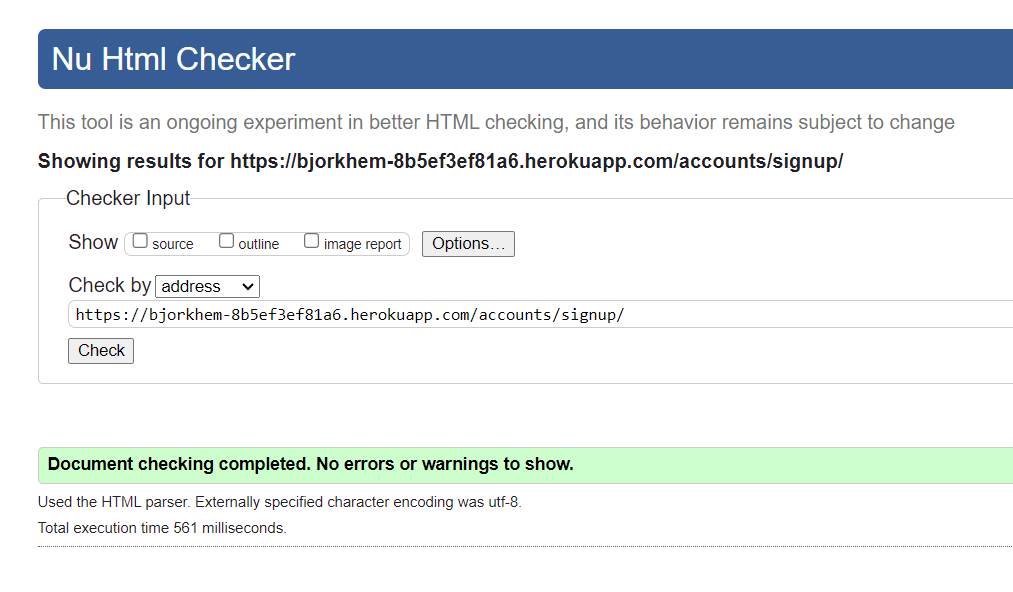 Nu Html Checker
This tool is an ongoing experiment in better HTML checking, and its behavior remains subject to change
Showing results for https://bjorkhem-8b5ef3ef81a6.herokuapp.com/accounts/signup/
Checker Input
Show source outline image report Options...
Check by address
https://bjorkhem-8b5ef3ef81a6.herokuapp.com/accounts/signup/
Check
Document checking completed. No errors or warnings to show.
Used the HTML parser. Externally specified character encoding was utf-8.
Total execution time 561 milliseconds.